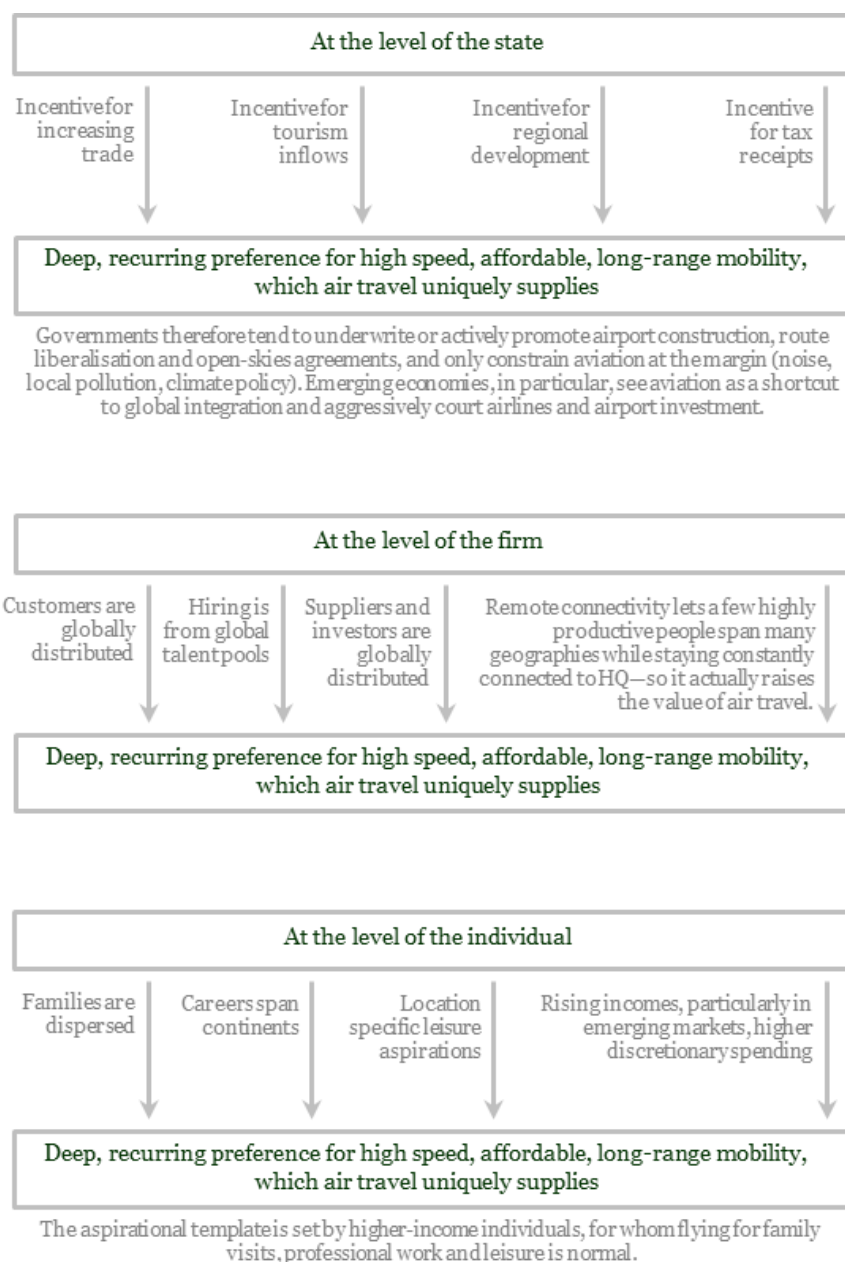 At the level of the state
Incentive for
increasing
trade
Incentive for
tourism
inflows
Incentive for
regional
development
Incentive
for tax
receipts
Deep, recurring preference for high speed, affordable, long-range mobility,
which air travel uniquely supplies
Governments therefore tend to underwrite or actively promote airport construction, route
liberalisation and open-skies agreements, and only constrain aviation at the margin (noise,
local pollution, climate policy). Emerging economies, in particular, see aviation as a shortcut
to global integration and aggressively court airlines and airport investment.
At the level of the firm
Customers are
globally
distributed
Hiring is
from global
talent pools
Suppliers and
investors are
globally
distributed
Remote connectivity lets a few highly
productive people span many
geographies while staying constantly
connected to HQ—so it actually raises
the value of air travel.
Deep, recurring preference for high speed, affordable, long-range mobility,
which air travel uniquely supplies
At the level of the individual
Families are
dispersed
Careers span
continents
Location
specific leisure
aspirations
Rising incomes, particularly in
emerging markets, higher
discretionary spending
Deep, recurring preference for high speed, affordable, long-range mobility,
which air travel uniquely supplies
The aspirational template is set by higher-income individuals, for whom flying for family
visits, professional work and leisure is normal.